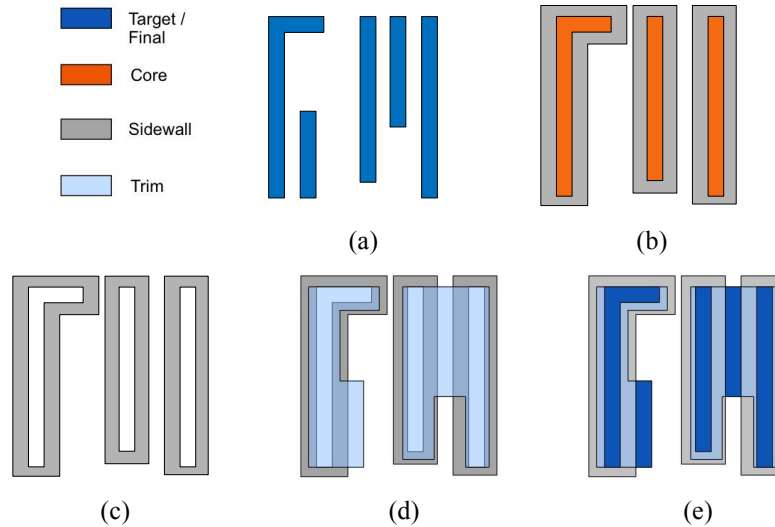 Target /
Final
Core
Sidewall
Trim
(a)
(b)
(c)
(d)
(e)